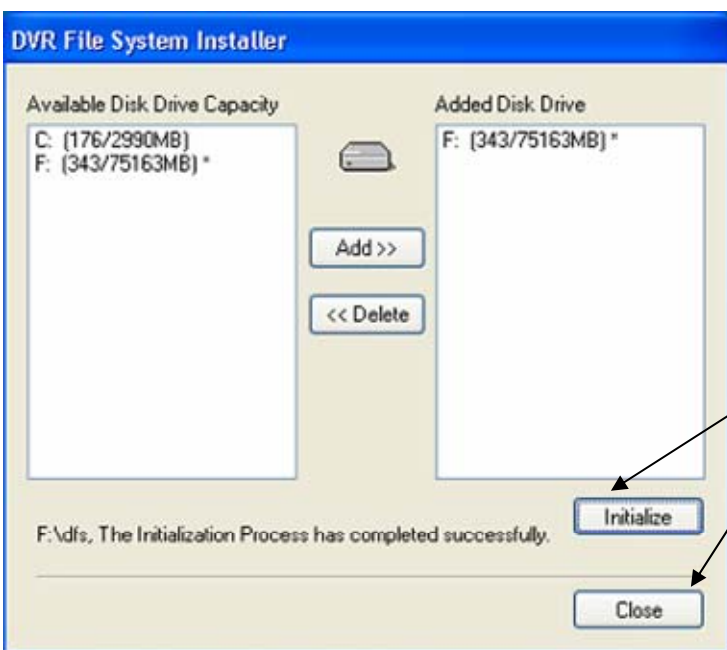 DVR File System Installer
Available Disk Drive Capacity
C: (176/2990MB)
F: (343/75163MB) *
Added Disk Drive
F: (343/75163MB) *
Add >>
<< Delete
Initialize
F:\dfs, The Initialization Process has completed successfully.
Close